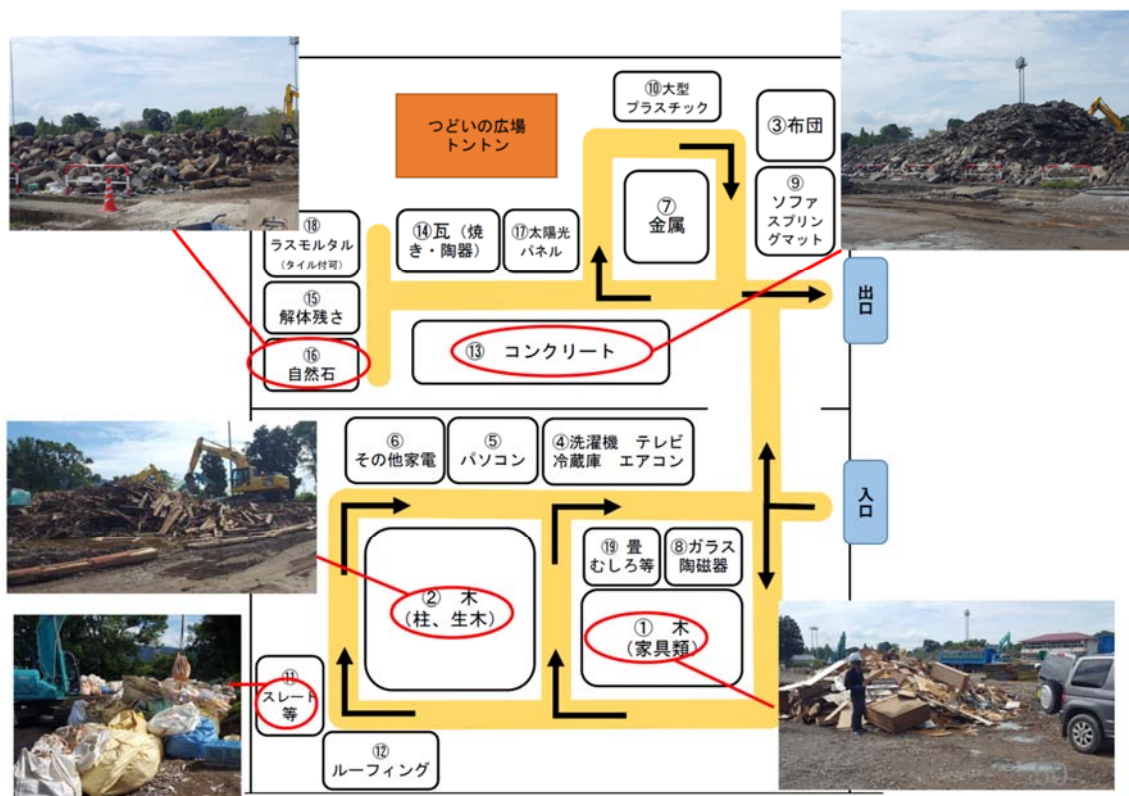 つどいの広場
トントン
⑩大型
プラスチック
③布団
⑨
ソファ
スプリ
ングマット
⑦
金属
⑱
ラスモルタル
（タイル付可）
⑭瓦（焼
き・陶器）
⑰太陽光
パネル
⑮
解体残さ
⑯
自然石
⑬ コンクリート
出口
⑥
その他家電
⑤
パソコン
④洗濯機 テレビ
冷蔵庫 エアコン
入口
② 木
（柱、生木）
⑲ 畳
むしろ等
⑧ガラス
陶磁器
① 木
（家具類）
⑪
スレート
等
⑫
ルーフィング